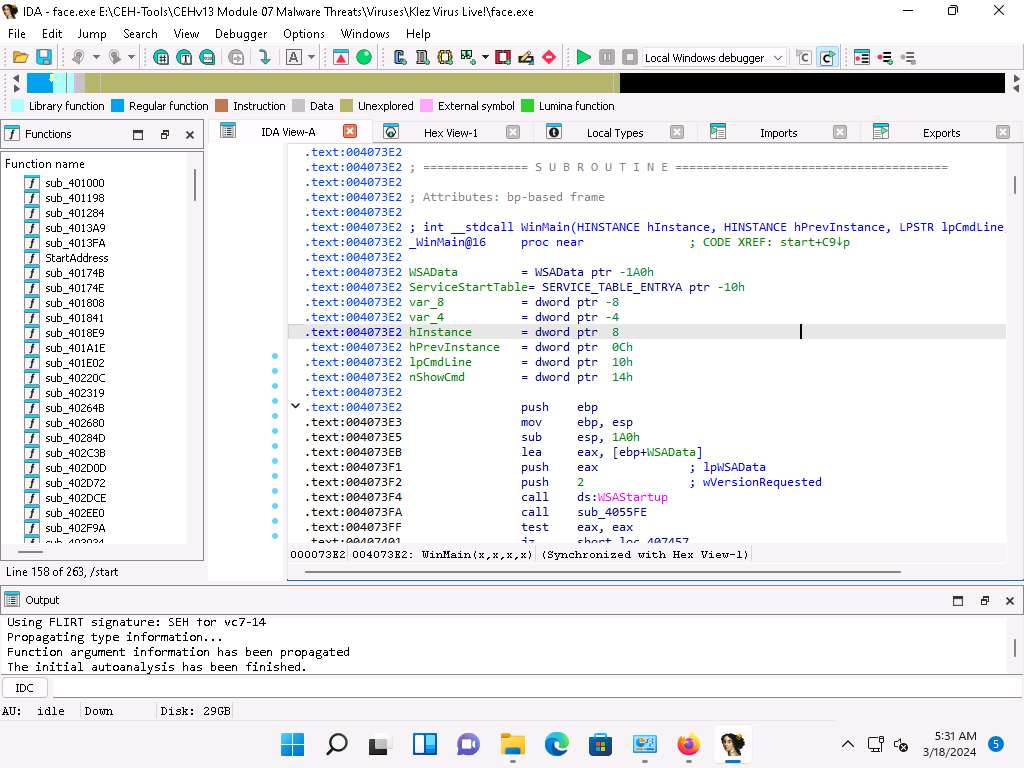 IDA - face.exe E:\CEH-Tools\CEHv13 Module 07 Malware Threats\Viruses\Klez Virus Live!\face.exe
File Edit Jump Search View Debugger Options Windows Help
Local Windows debugger
Library function Regular function Instruction Data Unexplored External symbol Lumina function
Functions
IDA View-A Hex View-1 Local Types Imports Exports
Function name
sub_401000
sub_401198
sub_401284
sub_4013A9
sub_4013FA
StartAddress
sub_40174B
sub_40174E
sub_401808
sub_401841
sub_4018E9
sub_401A1E
sub_401E02
sub_40220C
sub_402319
sub_40264B
sub_402680
sub_40284D
sub_402C3B
sub_402D0D
sub_402D72
sub_402DCE
sub_402EE0
sub_402F9A
Line 158 of 263, /start
.text:004073E2
.text:004073E2 ; =============== S U B R O U T I N E =======================================
.text:004073E2
.text:004073E2 ; Attributes: bp-based frame
.text:004073E2
.text:004073E2 ; int __stdcall WinMain(HINSTANCE hInstance, HINSTANCE hPrevInstance, LPSTR lpCmdLine
.text:004073E2 _WinMain@16 proc near ; CODE XREF: start+C9↓p
.text:004073E2
.text:004073E2 WSAData = WSAData ptr -1A0h
.text:004073E2 ServiceStartTable= SERVICE_TABLE_ENTRYA ptr -10h
.text:004073E2 var_8 = dword ptr -8
.text:004073E2 var_4 = dword ptr -4
.text:004073E2 hInstance = dword ptr 8
.text:004073E2 hPrevInstance = dword ptr 0Ch
.text:004073E2 lpCmdLine = dword ptr 10h
.text:004073E2 nShowCmd = dword ptr 14h
.text:004073E2
.text:004073E2 push ebp
.text:004073E3 mov ebp, esp
.text:004073E5 sub esp, 1A0h
.text:004073EB lea eax, [ebp+WSAData]
.text:004073F1 push eax ; lpWSAData
.text:004073F2 push 2 ; wVersionRequested
.text:004073F4 call ds:WSAStartup
.text:004073FA call sub_4055FE
.text:004073FF test eax, eax
.text:00407401 jz short loc_407457
000073E2 004073E2: WinMain(x,x,x,x) (Synchronized with Hex View-1)
Output
Using FLIRT signature: SEH for vc7-14
Propagating type information...
Function argument information has been propagated
The initial autoanalysis has been finished.
IDC
AU: idle Down Disk: 29GB
5:31 AM
3/18/2024
5